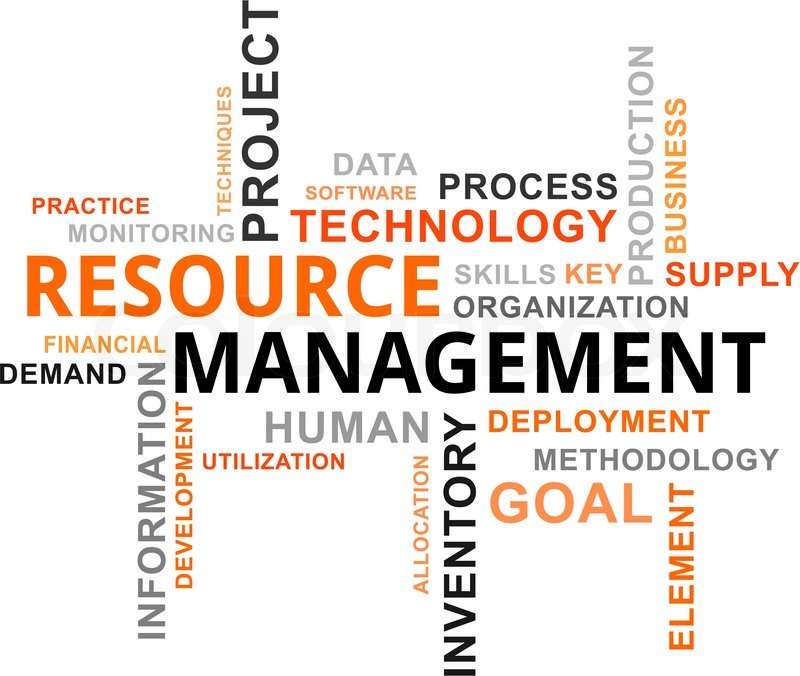 PROJECT
TECHNIQUES
DATA
SOFTWARE
PROCESS
PRODUCTION
BUSINESS
PRACTICE
MONITORING
TECHNOLOGY
RESOURCE
SKILLS KEY
SUPPLY
ORGANIZATION
FINANCIAL
DEMAND
MANAGEMENT
INFORMATION
DEVELOPMENT
HUMAN
UTILIZATION
ALLOCATION
INVENTORY
DEPLOYMENT
METHODOLOGY
GOAL
ELEMENT